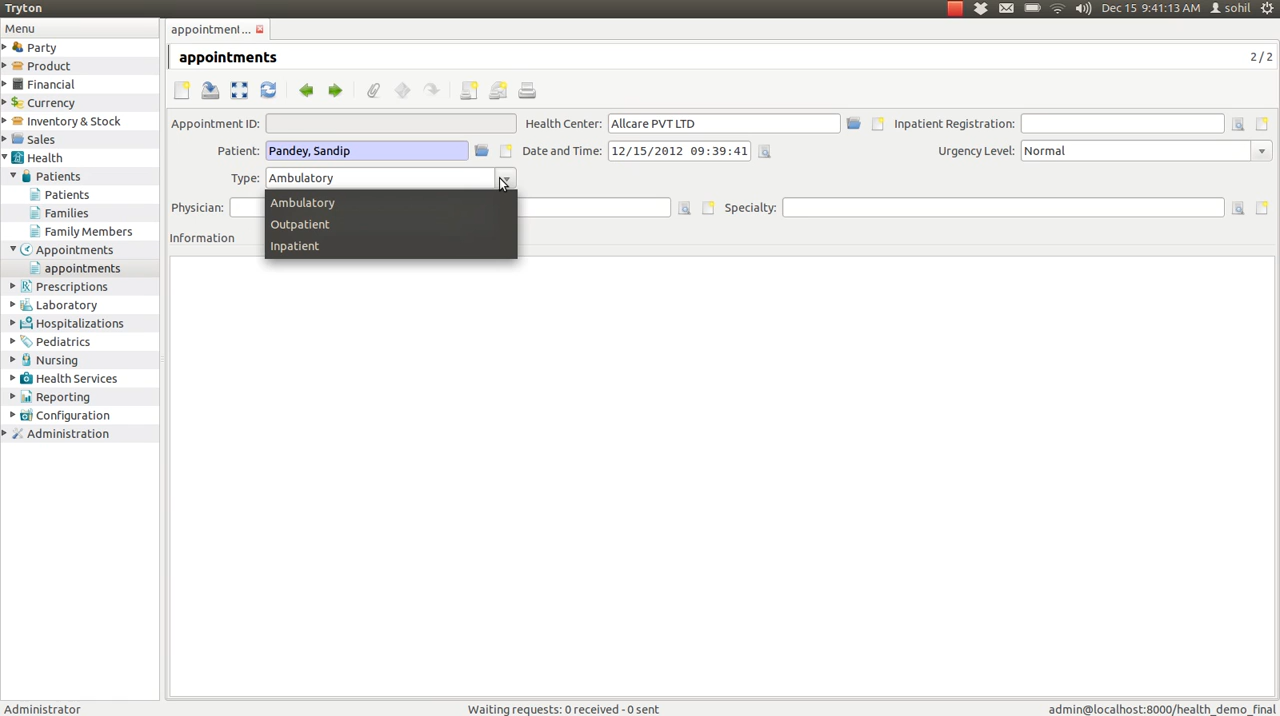 Tryton
Dec 15 9:41:13 AM sohil
Menu
Party
Product
Financial
Currency
Inventory & Stock
Sales
Health
Patients
Patients
Families
Family Members
Appointments
appointments
Prescriptions
Laboratory
Hospitalizations
Pediatrics
Nursing
Health Services
Reporting
Configuration
Administration
appointment...
appointments 2 / 2
Appointment ID: Health Center: Allcare PVT LTD Inpatient Registration:
Patient: Pandey, Sandip Date and Time: 12/15/2012 09:39:41 Urgency Level: Normal
Type: Ambulatory
Ambulatory
Outpatient
Inpatient
Physician: Specialty:
Information
Administrator Waiting requests: 0 received - 0 sent admin@localhost:8000/health_demo_final